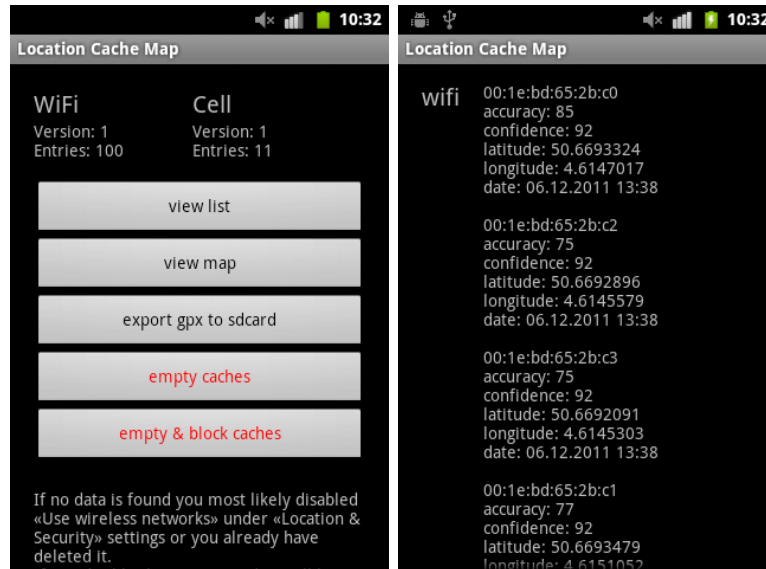 10:32
Location Cache Map
WiFi Cell
Version: 1 Version: 1
Entries: 100 Entries: 11
view list
view map
export gpx to sdcard
empty caches
empty & block caches
If no data is found you most likely disabled
«Use wireless networks» under «Location &
Security» settings or you already have
deleted it.
10:32
Location Cache Map
wifi 00:1e:bd:65:2b:c0
accuracy: 85
confidence: 92
latitude: 50.6693324
longitude: 4.6147017
date: 06.12.2011 13:38
00:1e:bd:65:2b:c2
accuracy: 75
confidence: 92
latitude: 50.6692896
longitude: 4.6145579
date: 06.12.2011 13:38
00:1e:bd:65:2b:c3
accuracy: 75
confidence: 92
latitude: 50.6692091
longitude: 4.6145303
date: 06.12.2011 13:38
00:1e:bd:65:2b:c1
accuracy: 77
confidence: 92
latitude: 50.6693479
longitude: 4.6151052